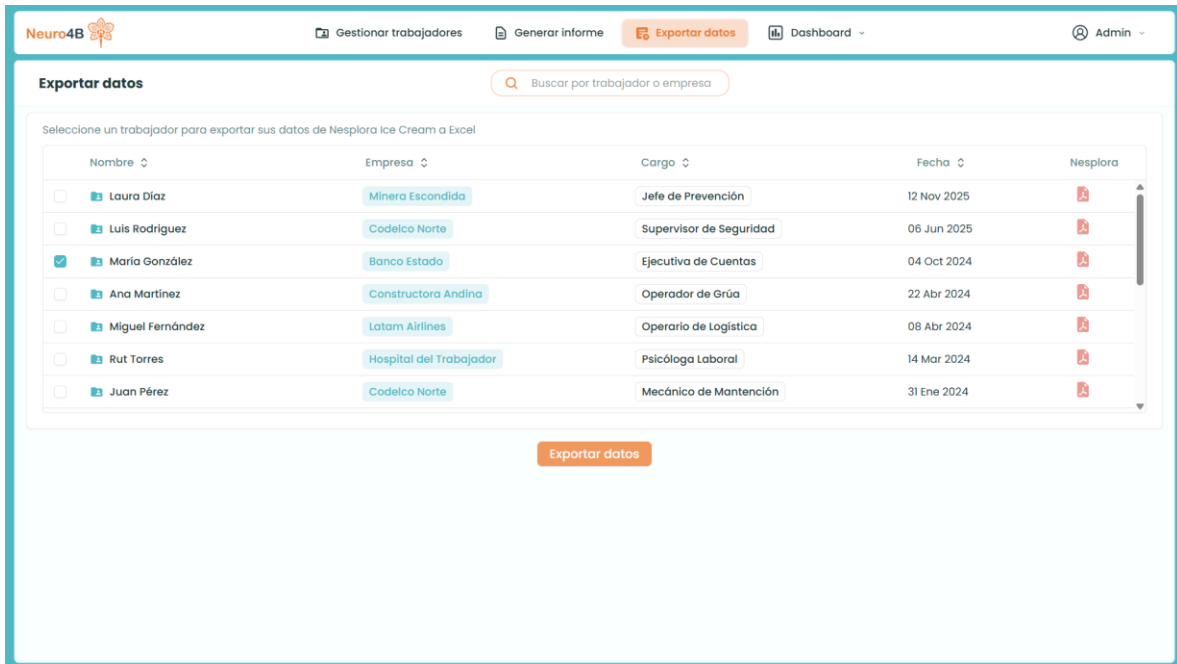 Neuro4B Gestionar trabajadores Generar informe Exportar datos Dashboard Admin
Exportar datos Buscar por trabajador o empresa
Seleccione un trabajador para exportar sus datos de Nesplora Ice Cream a Excel
Nombre Empresa Cargo Fecha Nesplora
Laura Díaz Minera Escondida Jefe de Prevención 12 Nov 2025
Luis Rodriguez Codelco Norte Supervisor de Seguridad 06 Jun 2025
María González Banco Estado Ejecutiva de Cuentas 04 Oct 2024
Ana Martínez Constructora Andina Operador de Grúa 22 Abr 2024
Miguel Fernández Latam Airlines Operario de Logística 08 Abr 2024
Rut Torres Hospital del Trabajador Psicóloga Laboral 14 Mar 2024
Juan Pérez Codelco Norte Mecánico de Mantención 31 Ene 2024
Exportar datos